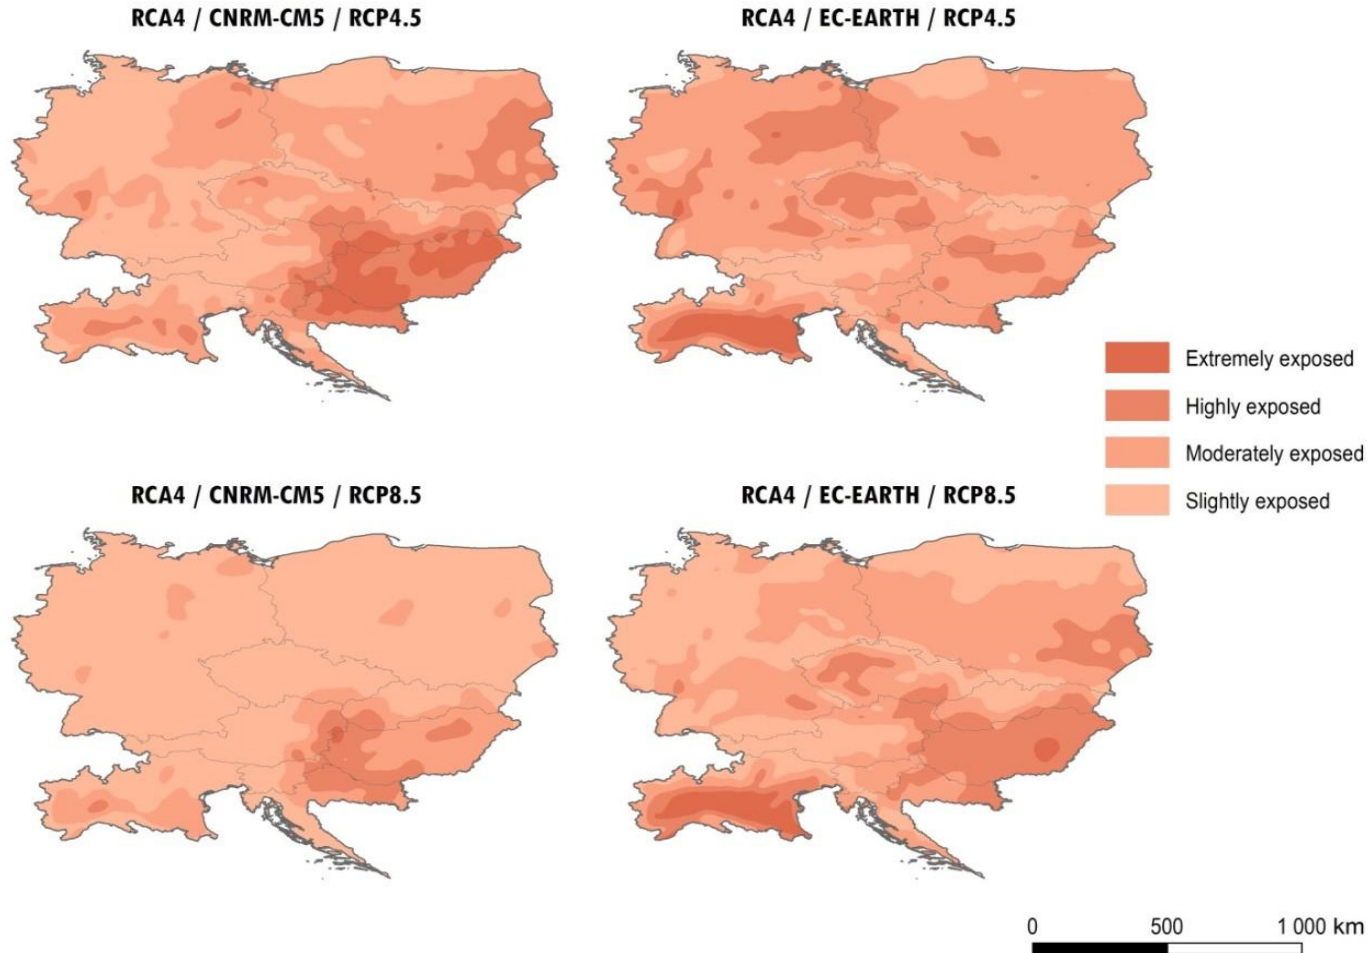 RCA4 / CNRM-CM5 / RCP4.5
RCA4 / EC-EARTH / RCP4.5
Extremely exposed
Highly exposed
Moderately exposed
Slightly exposed
RCA4 / CNRM-CM5 / RCP8.5
RCA4 / EC-EARTH / RCP8.5
0 500 1 000 km